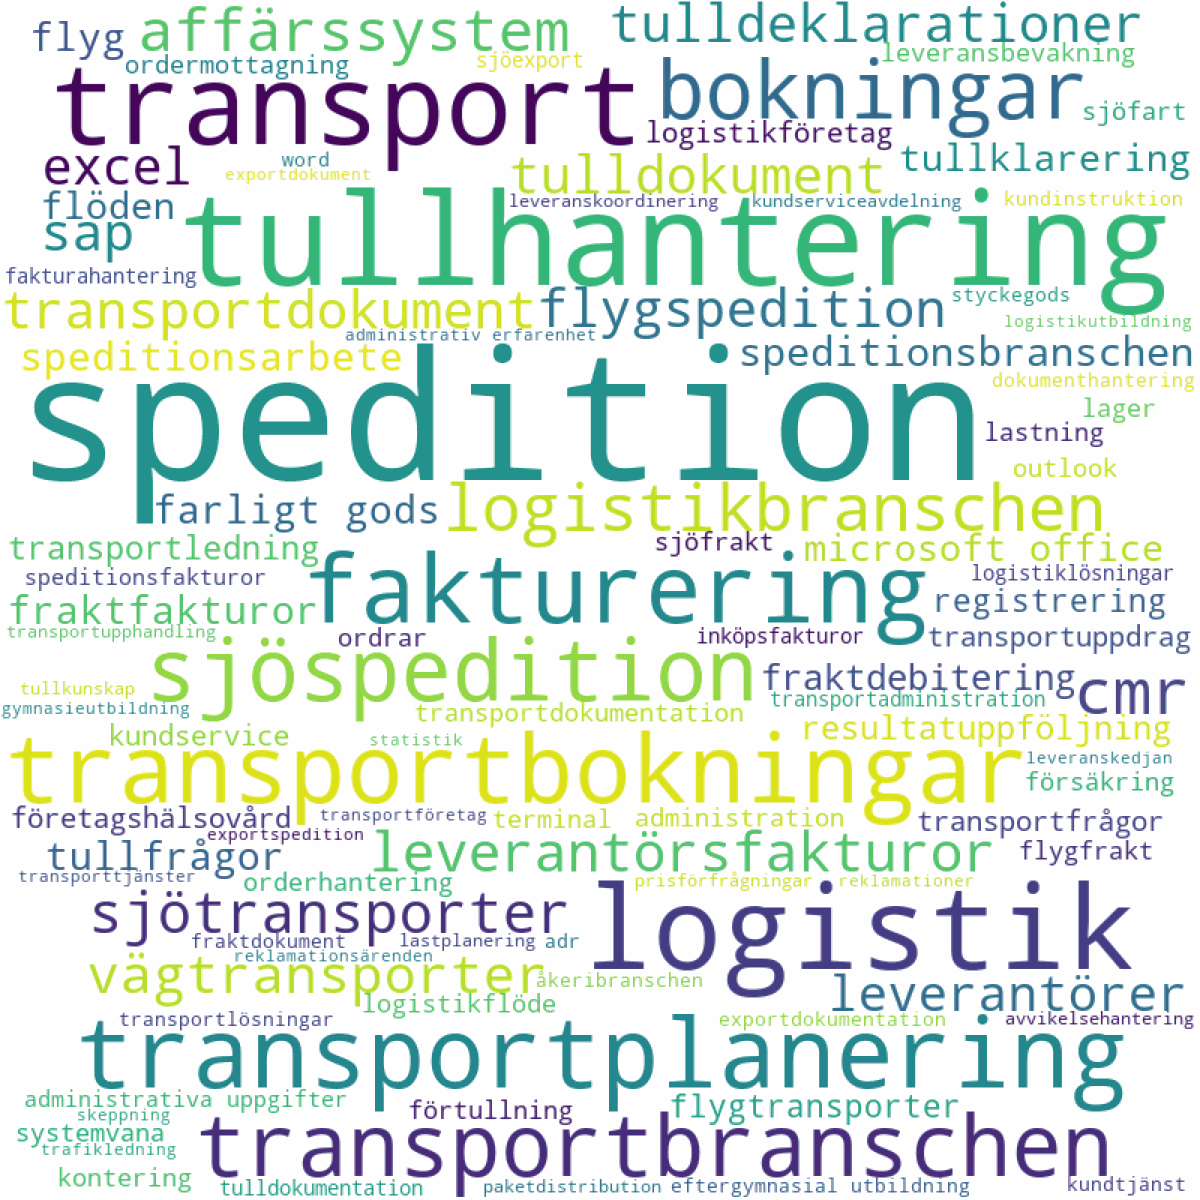 flyg
affärssystem
tulldeklarationer
ordermottagning
sjöexport
leveransbevakning
transport
bokningar
sjöfart
logistikföretag
excel
word
exportdokument
tulldokument
tullklarering
flöden
sap
tullhantering
leveranskoordinering
kundserviceavdelning
kundinstruktion
fakturahantering
transportdokument
flygspedition
styckegods
logistikutbildning
administrativ erfarenhet
speditionsarbete
speditionsbranschen
dokumenthantering
spedition
lager
lastning
outlook
farligt gods
logistikbranschen
transportledning
sjöfrakt
microsoft office
speditionsfakturor
fakturering
logistiklösningar
fraktfakturor
registrering
transportupphandling
ordrar
inköpsfakturor
transportuppdrag
sjöspedition
fraktdebitering
cmr
tullkunskap
gymnasieutbildning
transportadministration
transportdokumentation
resultatuppföljning
kundservice
statistik
transportbokningar
leveranskedjan
försäkring
företagshälsovård
transportföretag
terminal
administration
transportfrågor
exportspedition
tullfrågor
leverantörsfakturor
flygfrakt
transporttjänster
orderhantering
prisförfrågningar
reklamationer
sjötransporter
logistik
fraktdokument
lastplanering
adr
reklamationsärenden
vägtransporter
åkeribranschen
logistikflöde
leverantörer
transportlösningar
exportdokumentation
avvikelsehantering
transportplanering
administrativa uppgifter
förtullning
flygtransporter
skeppning
systemvana
transportbranschen
trafikledning
kontering
tulldokumentation
paketdistribution
eftergymnasial utbildning
kundtjänst